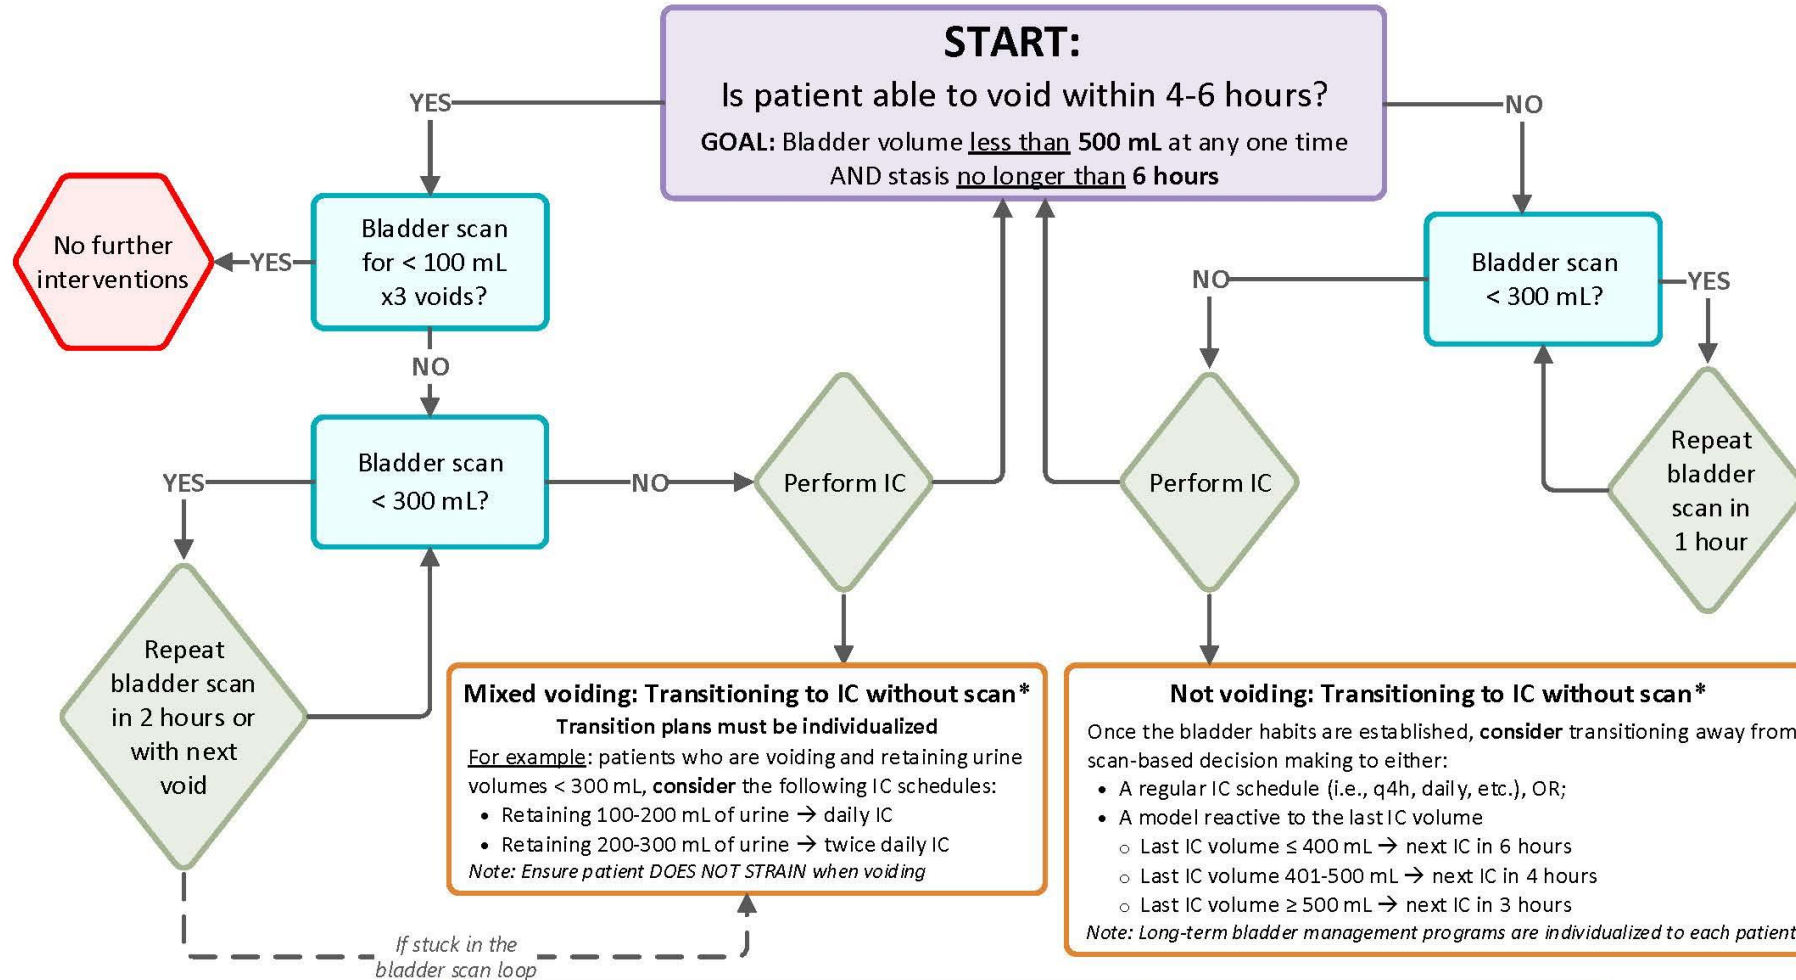 START:
Is patient able to void within 4-6 hours?
GOAL: Bladder volume less than 500 mL at any one time
AND stasis no longer than 6 hours
YES
NO
No further
interventions
YES
Bladder scan
for < 100 mL
x3 voids?
NO
Bladder scan
< 300 mL?
YES
NO
Perform IC
Repeat
bladder scan
in 2 hours or
with next
void
If stuck in the
bladder scan loop
Bladder scan
< 300 mL?
NO
YES
Perform IC
Repeat
bladder
scan in
1 hour
Mixed voiding: Transitioning to IC without scan*
Transition plans must be individualized
For example: patients who are voiding and retaining urine
volumes < 300 mL, consider the following IC schedules:
• Retaining 100-200 mL of urine → daily IC
• Retaining 200-300 mL of urine → twice daily IC
Note: Ensure patient DOES NOT STRAIN when voiding
Not voiding: Transitioning to IC without scan*
Once the bladder habits are established, consider transitioning away from
scan-based decision making to either:
• A regular IC schedule (i.e., q4h, daily, etc.), OR;
• A model reactive to the last IC volume
○ Last IC volume ≤ 400 mL → next IC in 6 hours
○ Last IC volume 401-500 mL → next IC in 4 hours
○ Last IC volume ≥ 500 mL → next IC in 3 hours
Note: Long-term bladder management programs are individualized to each patient